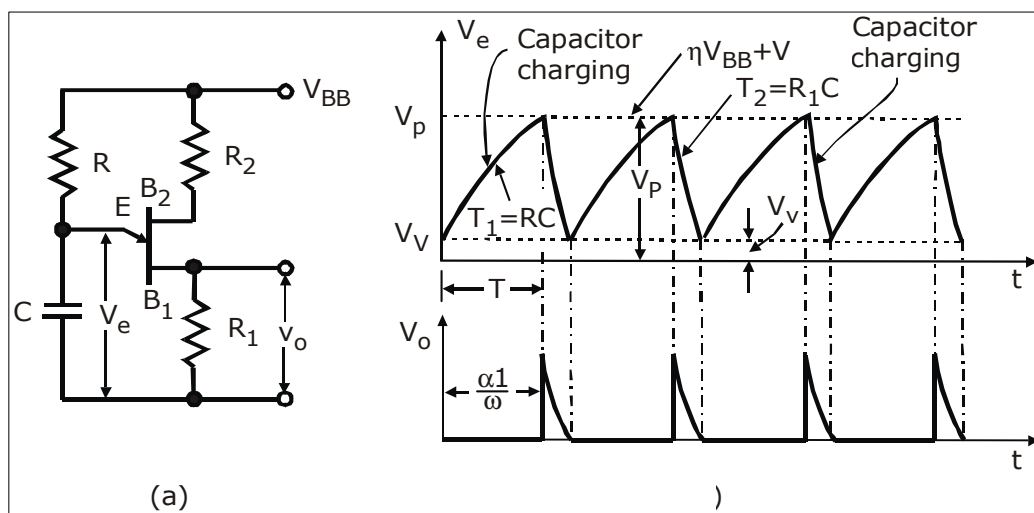 V_BB
R
R_2
B_2
E
C
V_e
B_1
R_1
v_o
(a)
V_e
Capacitor
charging
ηV_BB+V
Capacitor
charging
T_2=R_1C
V_p
V_P
T_1=RC
V_v
V_V
t
T
V_o
α1
ω
t
)